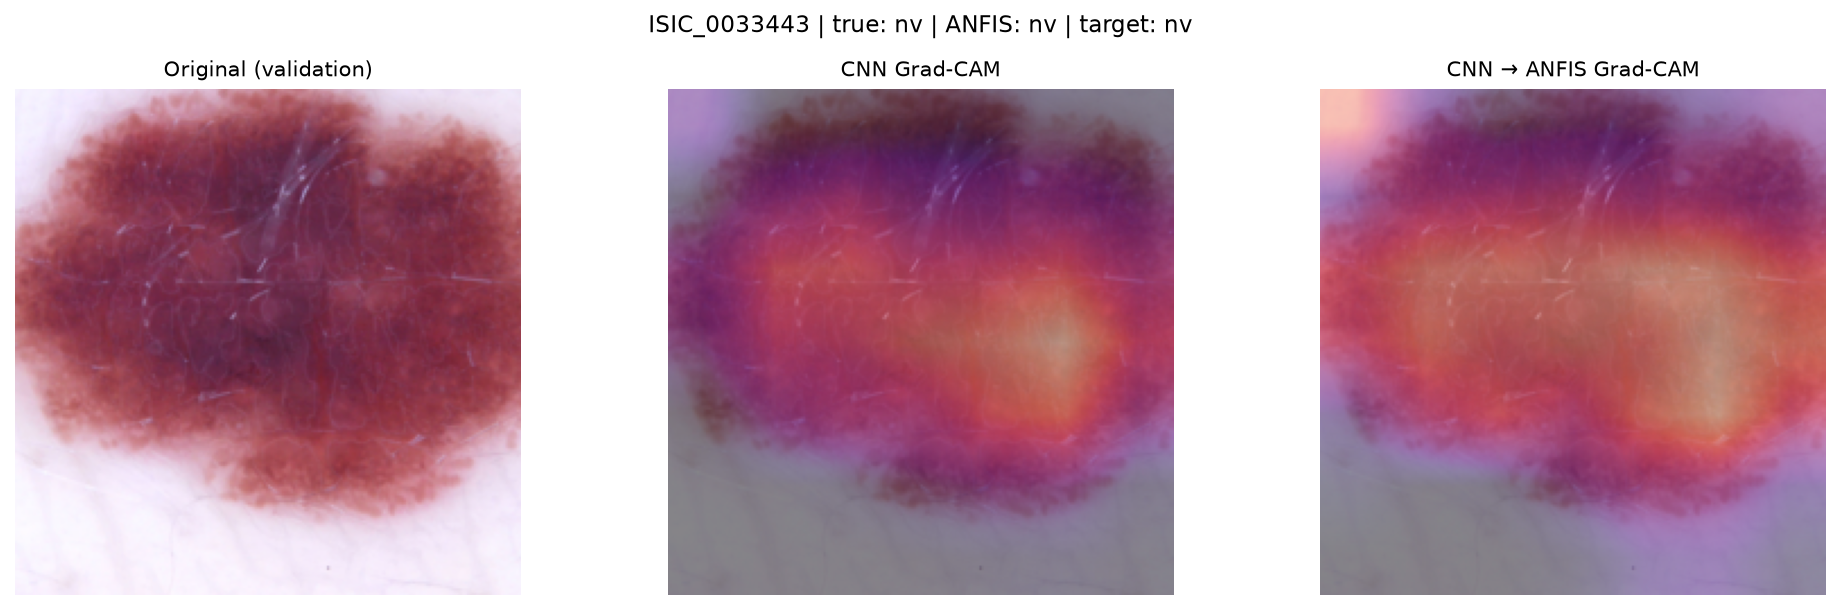 ISIC_0033443 | true: nv | ANFIS: nv | target: nv
Original (validation)
CNN Grad-CAM
CNN → ANFIS Grad-CAM